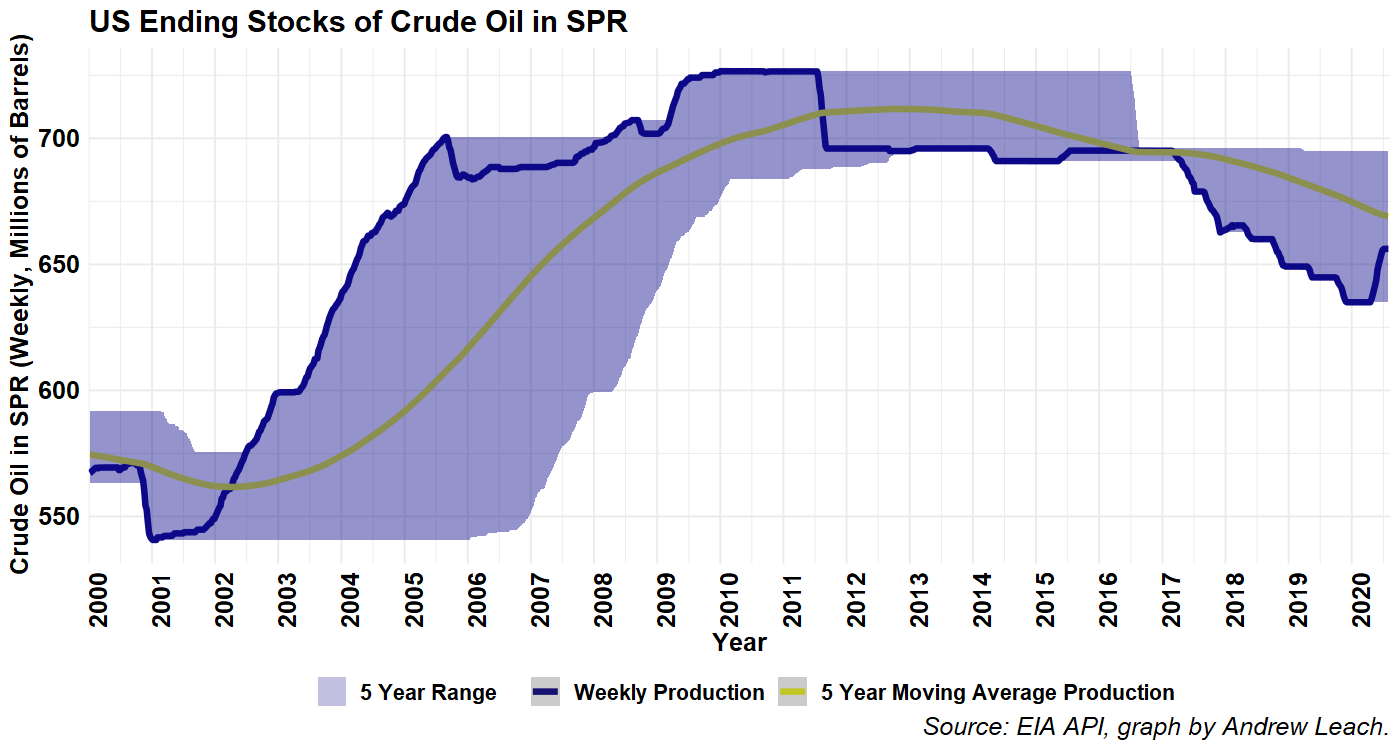 US Ending Stocks of Crude Oil in SPR
Crude Oil in SPR (Weekly, Millions of Barrels)
700
650
600
550
2000 2001 2002 2003 2004 2005 2006 2007 2008 2009 2010 2011 2012 2013 2014 2015 2016 2017 2018 2019 2020
Year
5 Year Range Weekly Production 5 Year Moving Average Production
Source: EIA API, graph by Andrew Leach.